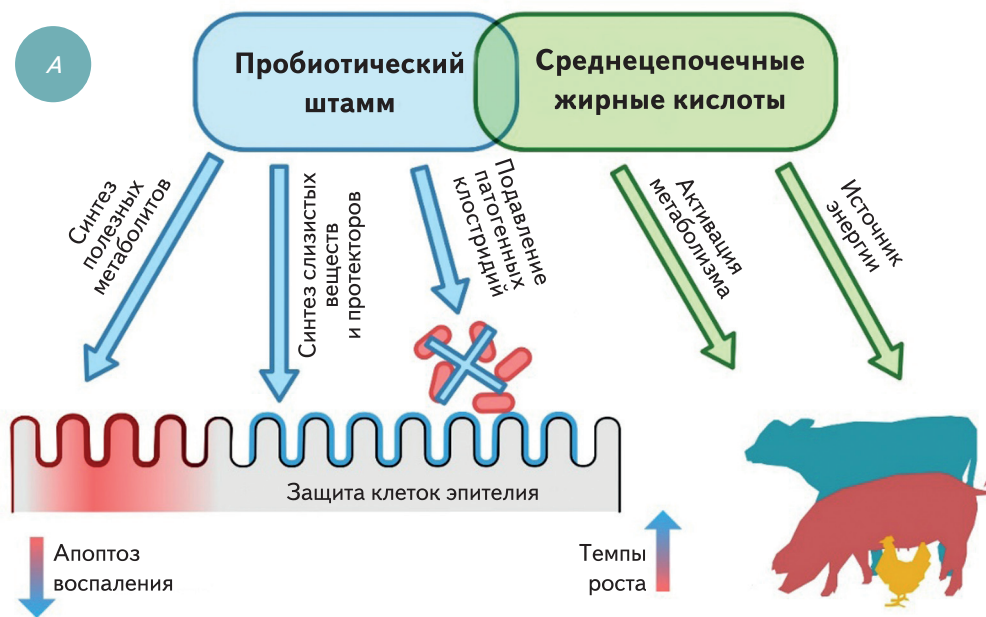 А
Пробиотический
штамм
Среднецепочечные
жирные кислоты
Синтез
полезных
метаболитов
Синтез слизистых
веществ
и протекторов
Подавление
патогенных
клостридий
Активация
метаболизма
Источник
энергии
Защита клеток эпителия
Апоптоз
воспаления
Темпы
роста